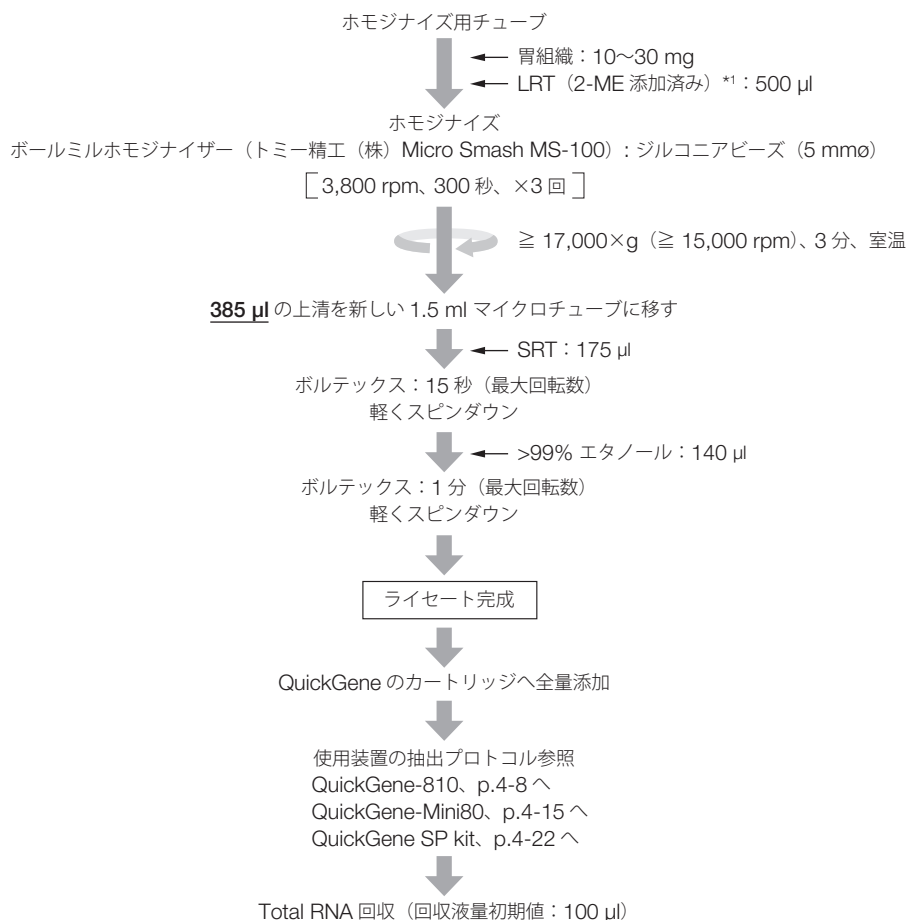 ホモジナイズ用チューブ
胃組織：10～30 mg
LRT（2-ME 添加済み）*1：500 μl
ホモジナイズ
ボールミルホモジナイザー（トミー精工（株）Micro Smash MS-100）: ジルコニアビーズ（5 mmø）
[ 3,800 rpm、300 秒、×3 回 ]
≧ 17,000×g（≧ 15,000 rpm）、3 分、室温
385 μl の上清を新しい 1.5 ml マイクロチューブに移す
SRT：175 μl
ボルテックス：15 秒（最大回転数）
軽くスピンダウン
>99% エタノール：140 μl
ボルテックス：1 分（最大回転数）
軽くスピンダウン
ライセート完成
QuickGene のカートリッジへ全量添加
使用装置の抽出プロトコル参照
QuickGene-810、p.4-8 へ
QuickGene-Mini80、p.4-15 へ
QuickGene SP kit、p.4-22 へ
Total RNA 回収（回収液量初期値：100 μl）